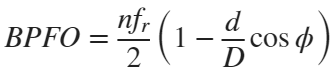 BPFO = \frac{nf_r}{2} \left( 1 - \frac{d}{D} \cos \phi \right)